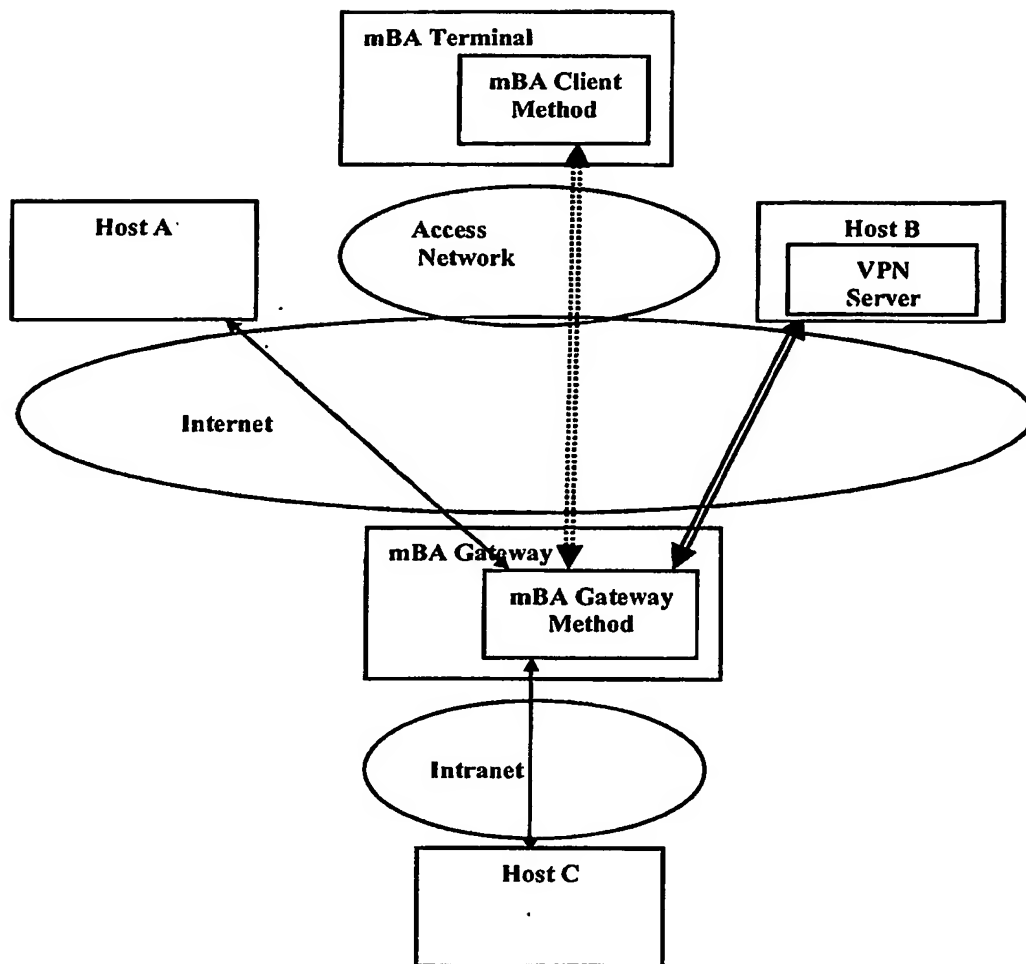 mBA Terminal
mBA Client
Method
Host A
Access
Network
Host B
VPN
Server
Internet
mBA Gateway
mBA Gateway
Method
Intranet
Host C